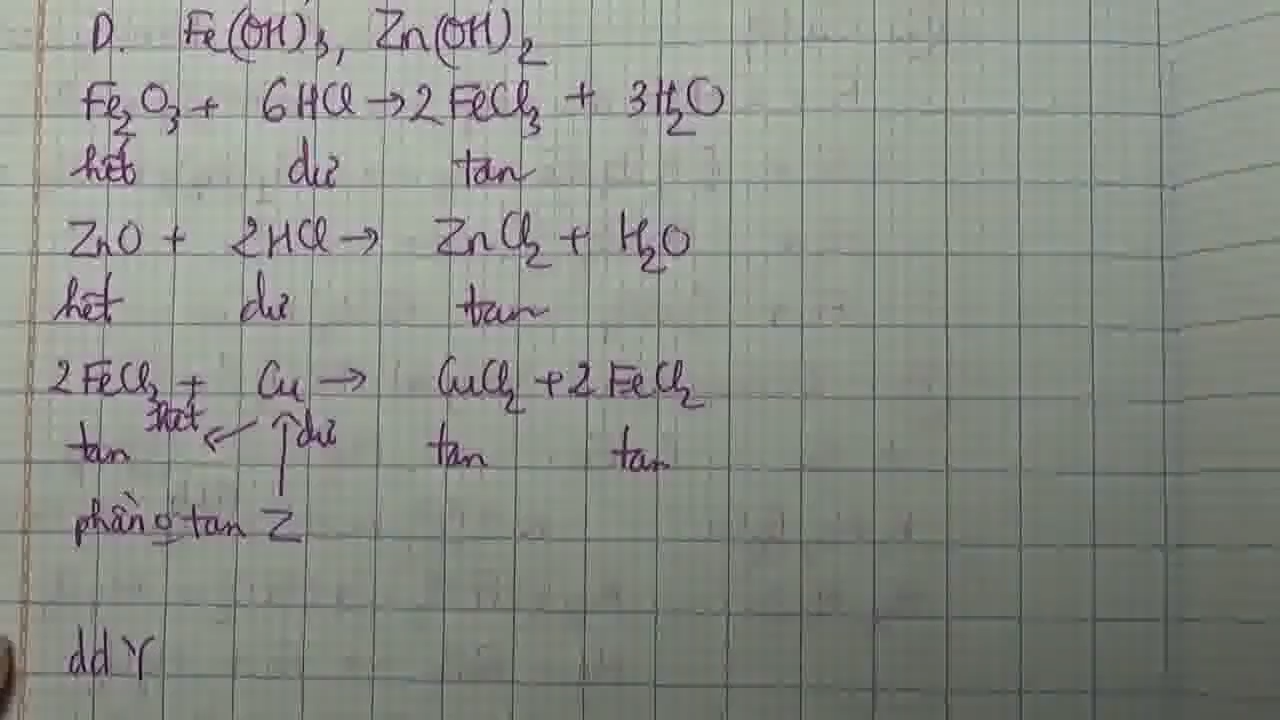 D. Fe(OH)3, Zn(OH)2
Fe2O3 + 6HCl → 2FeCl3 + 3H2O
hết dư tan
ZnO + 2HCl → ZnCl2 + H2O
hết dư tan
2FeCl3 + Cu → CuCl2 + 2FeCl2
hết dư
tan tan tan
phần o tan Z
dd Y